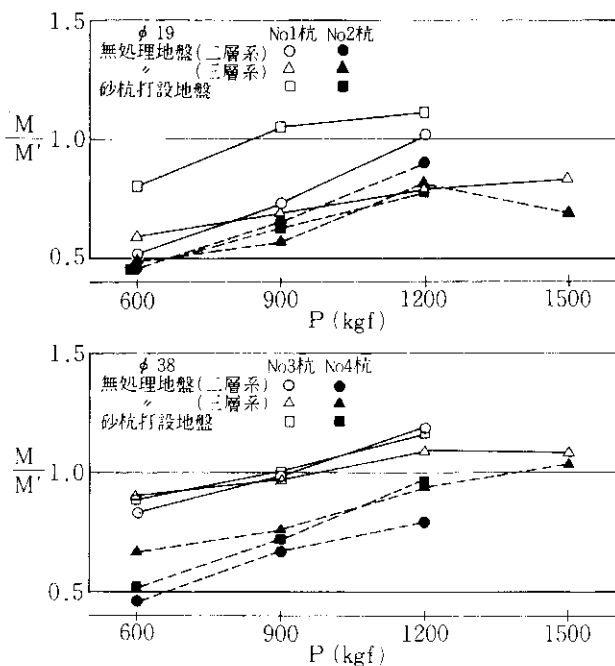 φ 19 No1杭 No2杭
無処理地盤(二層系) ○ ●
〃 (三層系) △ ▲
砂杭打設地盤 □ ■
1.5
M/M' 1.0
0.5
600 900 1200 1500
P (kgf)
φ 38 No3杭 No4杭
無処理地盤(二層系) ○ ●
〃 (三層系) △ ▲
砂杭打設地盤 □ ■
1.5
M/M' 1.0
0.5
600 900 1200 1500
P (kgf)